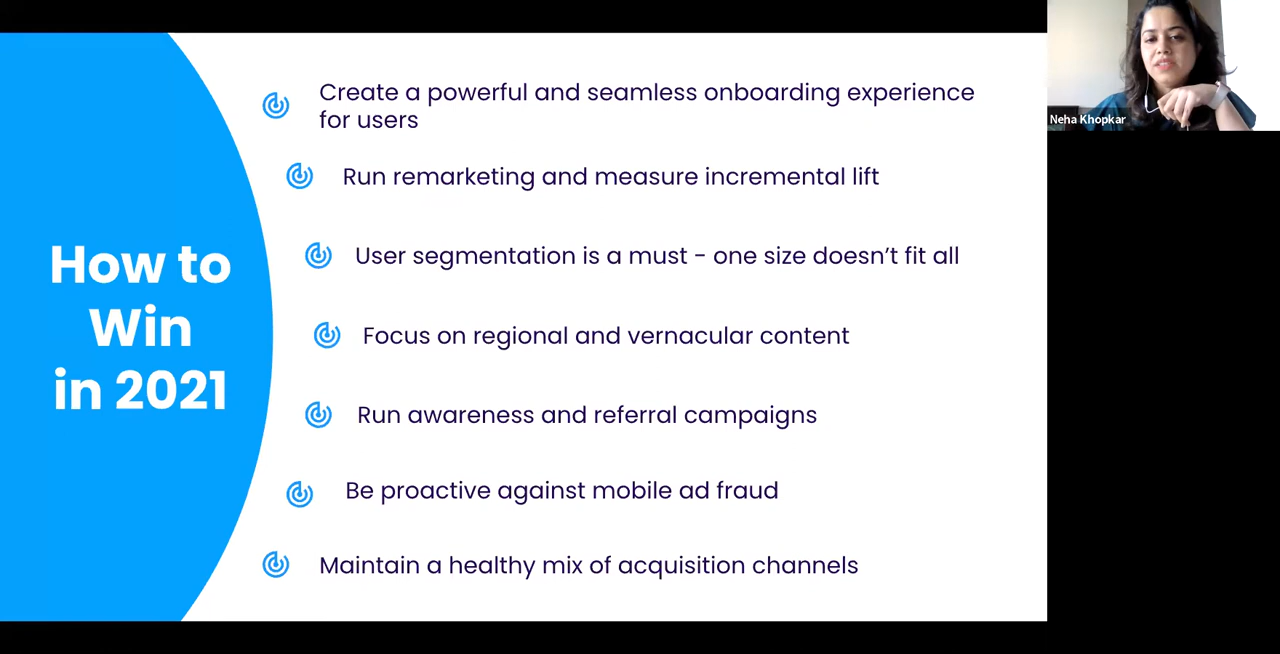 How to
Win
in 2021
Create a powerful and seamless onboarding experience
for users
Run remarketing and measure incremental lift
User segmentation is a must - one size doesn’t fit all
Focus on regional and vernacular content
Run awareness and referral campaigns
Be proactive against mobile ad fraud
Maintain a healthy mix of acquisition channels
Neha Khopkar